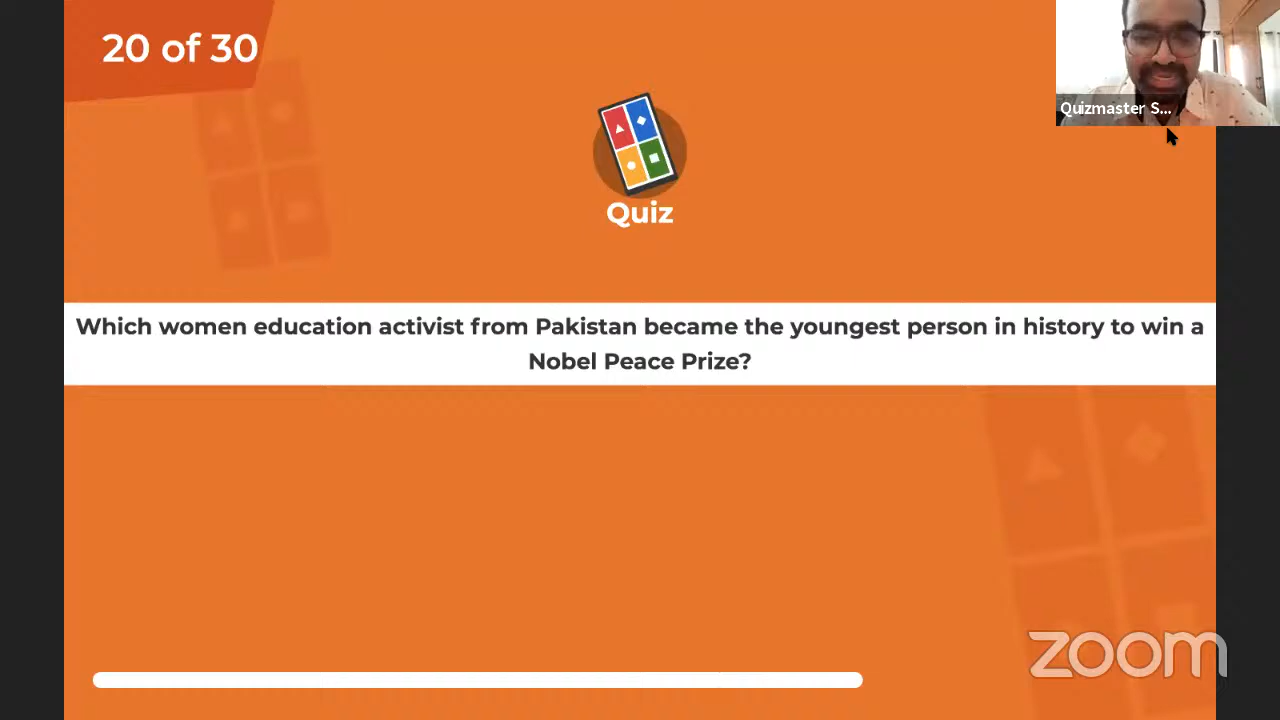 20 of 30
Quizmaster S...
Quiz
Which women education activist from Pakistan became the youngest person in history to win a
Nobel Peace Prize?
zoom